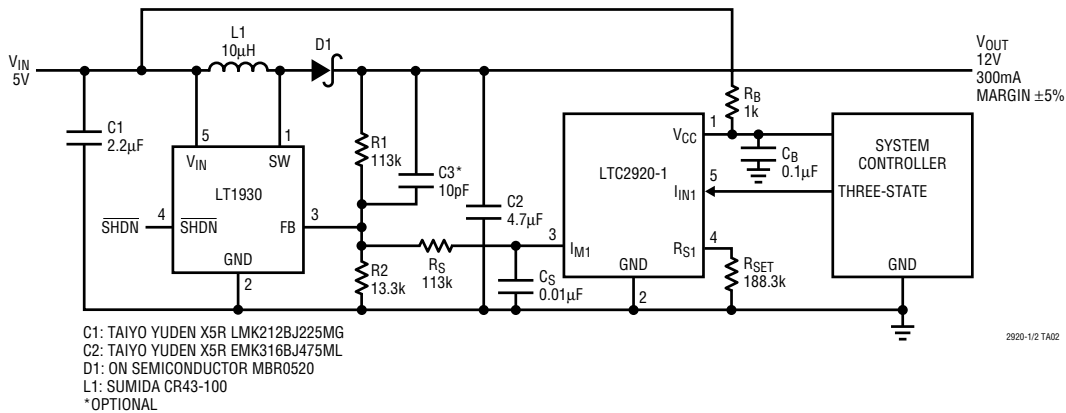 V_IN
5V
L1
10μH
D1
V_OUT
12V
300mA
MARGIN ±5%
C1
2.2μF
5
1
V_IN
SW
LT1930
4
SHDN
SHDN
FB
3
GND
2
R1
113k
C3*
10pF
C2
4.7μF
R_S
113k
R2
13.3k
C_S
0.01μF
R_B
1k
1
V_CC
C_B
0.1μF
LTC2920-1
5
I_IN1
3
I_M1
4
R_S1
GND
2
R_SET
188.3k
SYSTEM
CONTROLLER
THREE-STATE
GND
C1: TAIYO YUDEN X5R LMK212BJ225MG
C2: TAIYO YUDEN X5R EMK316BJ475ML
D1: ON SEMICONDUCTOR MBR0520
L1: SUMIDA CR43-100
*OPTIONAL
2920-1/2 TA02